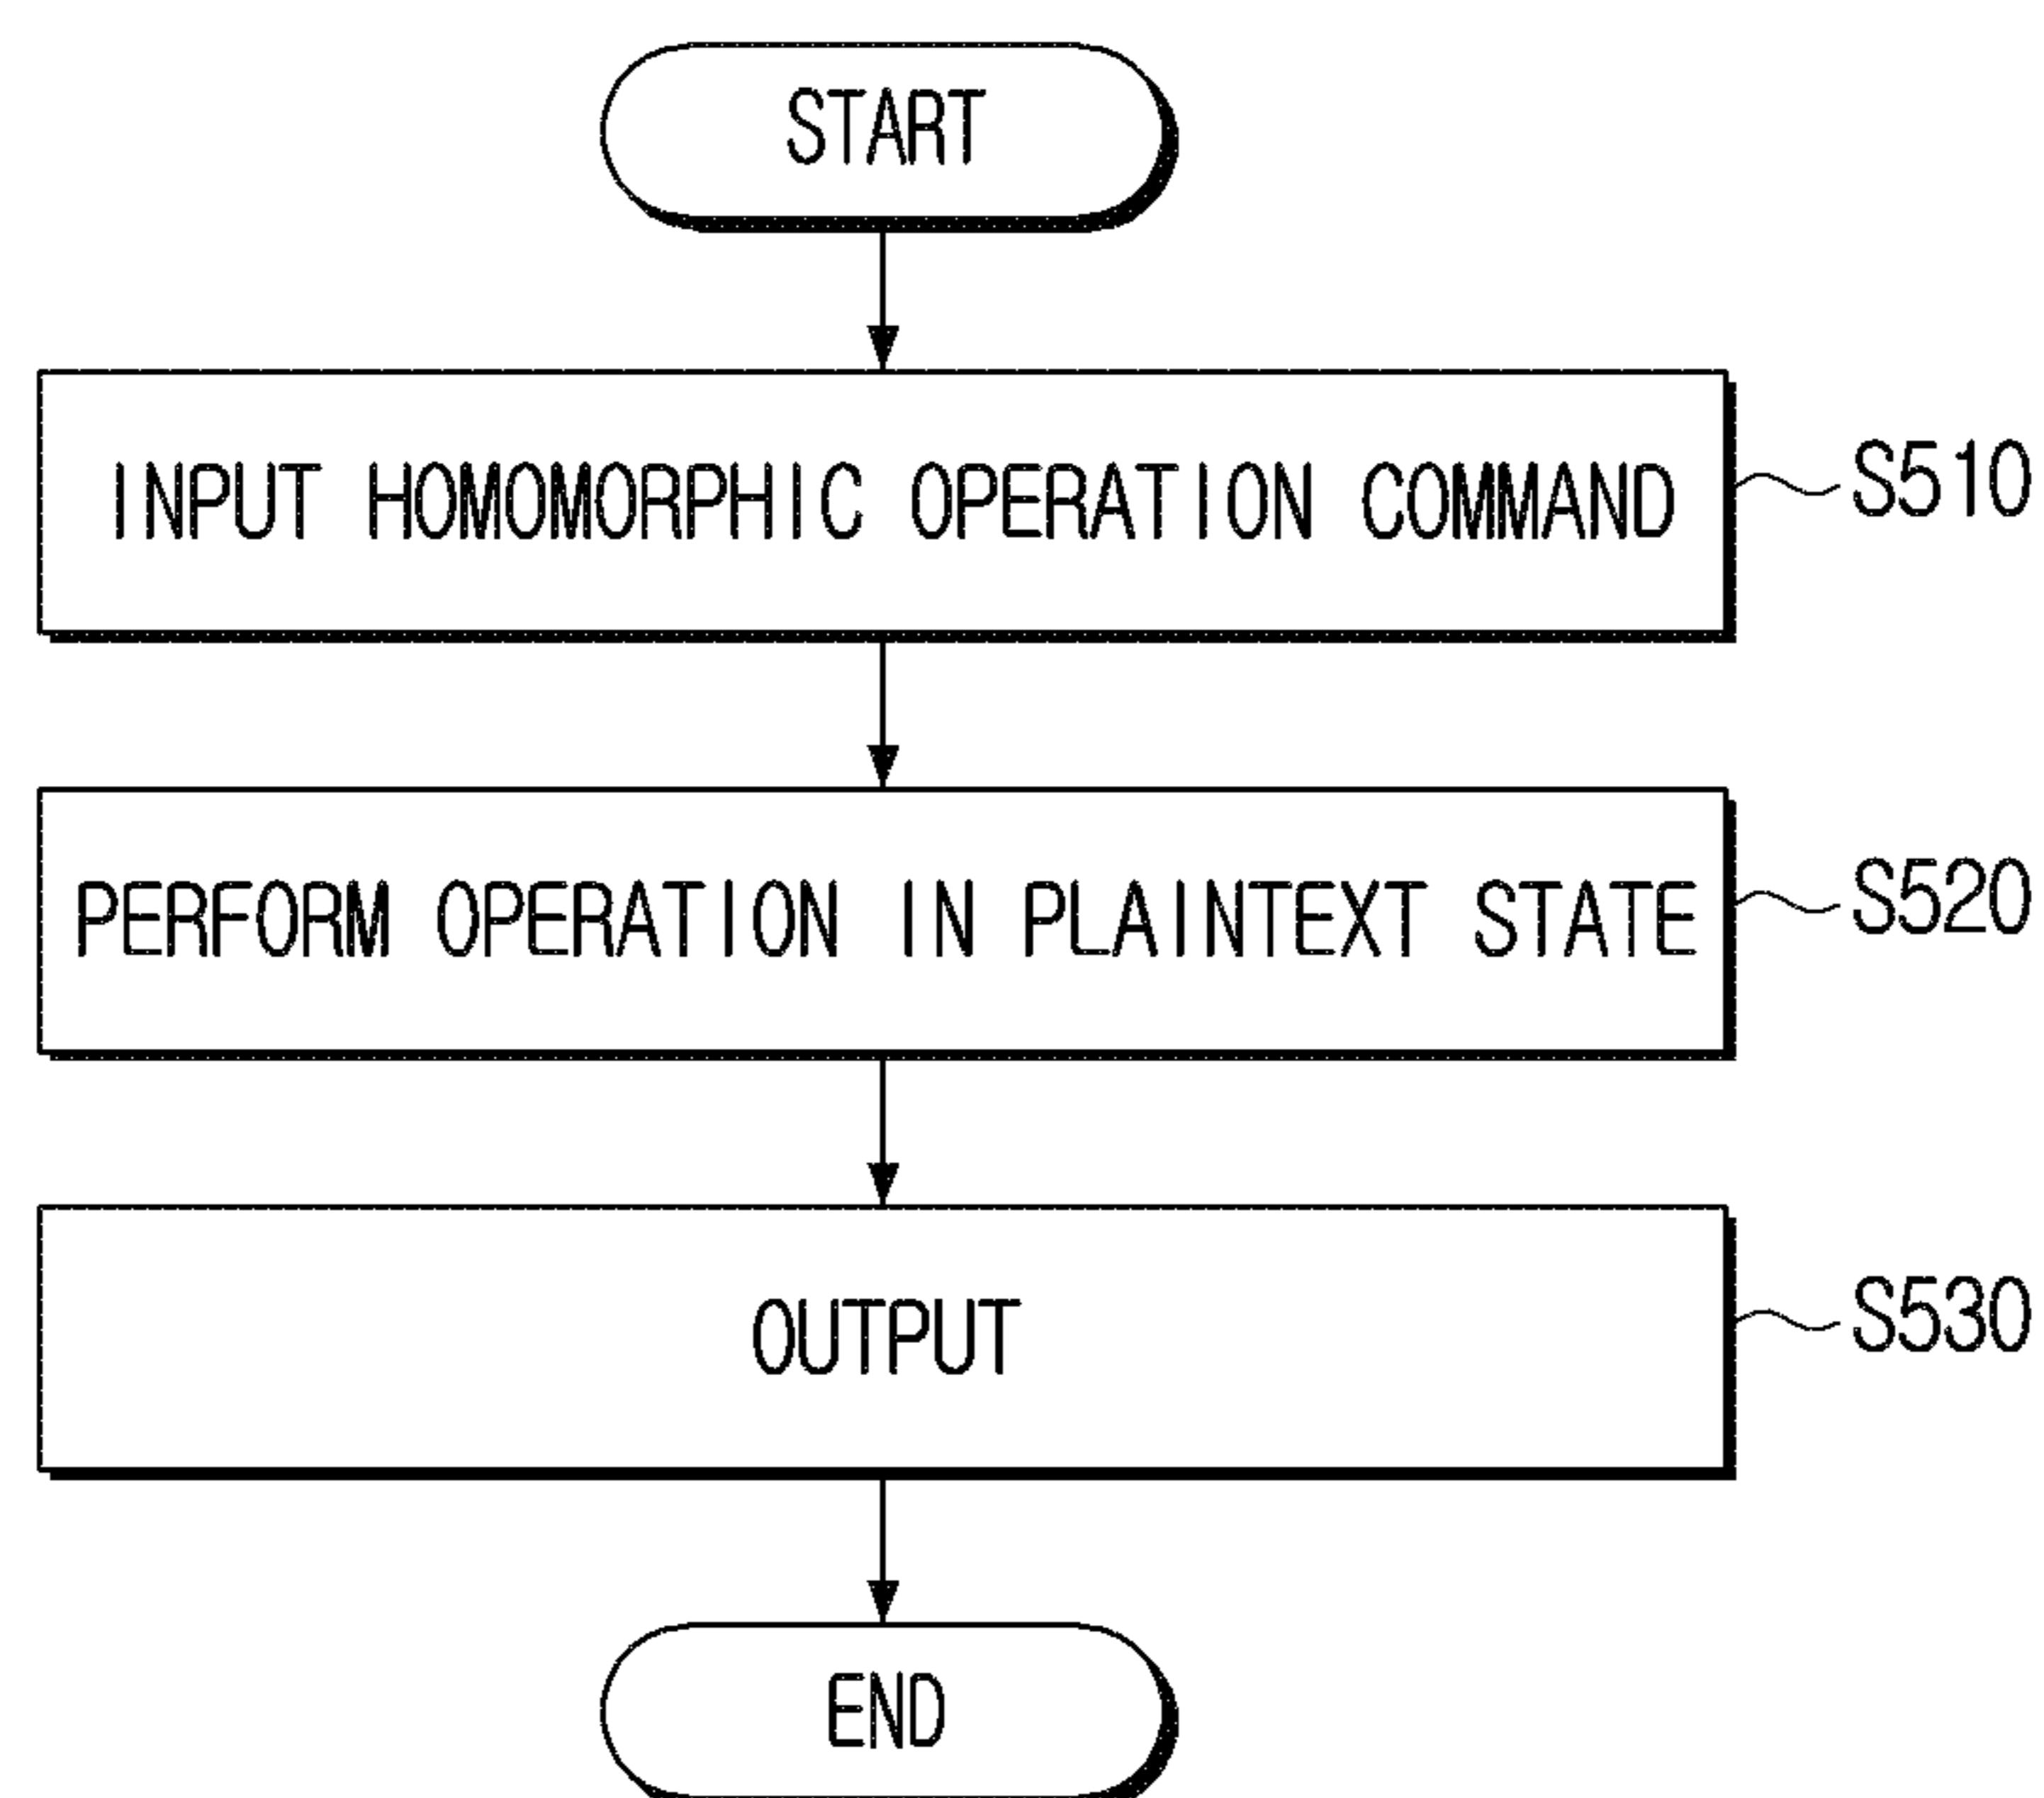 START
INPUT HOMOMORPHIC OPERATION COMMAND
S510
PERFORM OPERATION IN PLAINTEXT STATE
S520
OUTPUT
S530
END